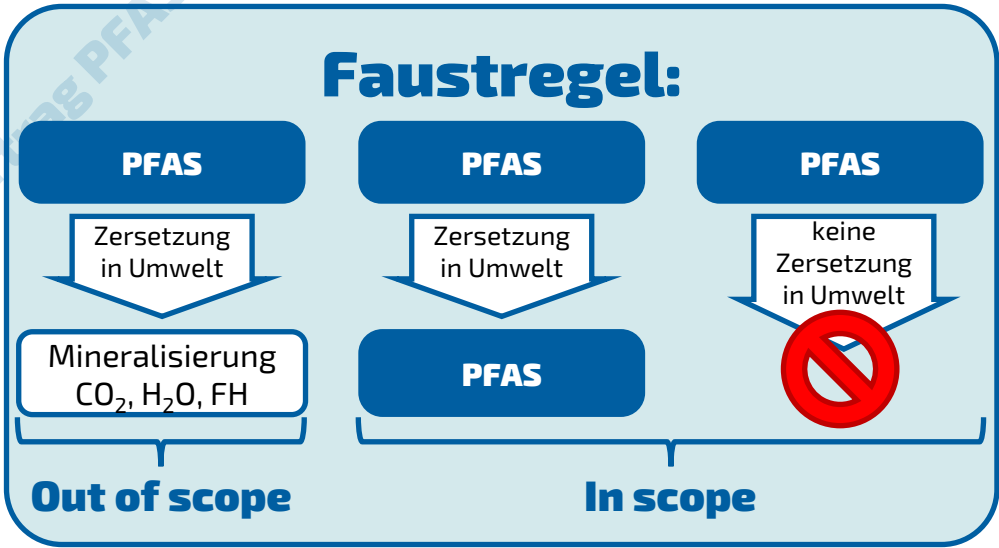 Faustregel:
PFAS
PFAS
PFAS
Zersetzung
in Umwelt
Zersetzung
in Umwelt
keine
Zersetzung
in Umwelt
Mineralisierung
CO₂, H₂O, FH
PFAS
Out of scope
In scope